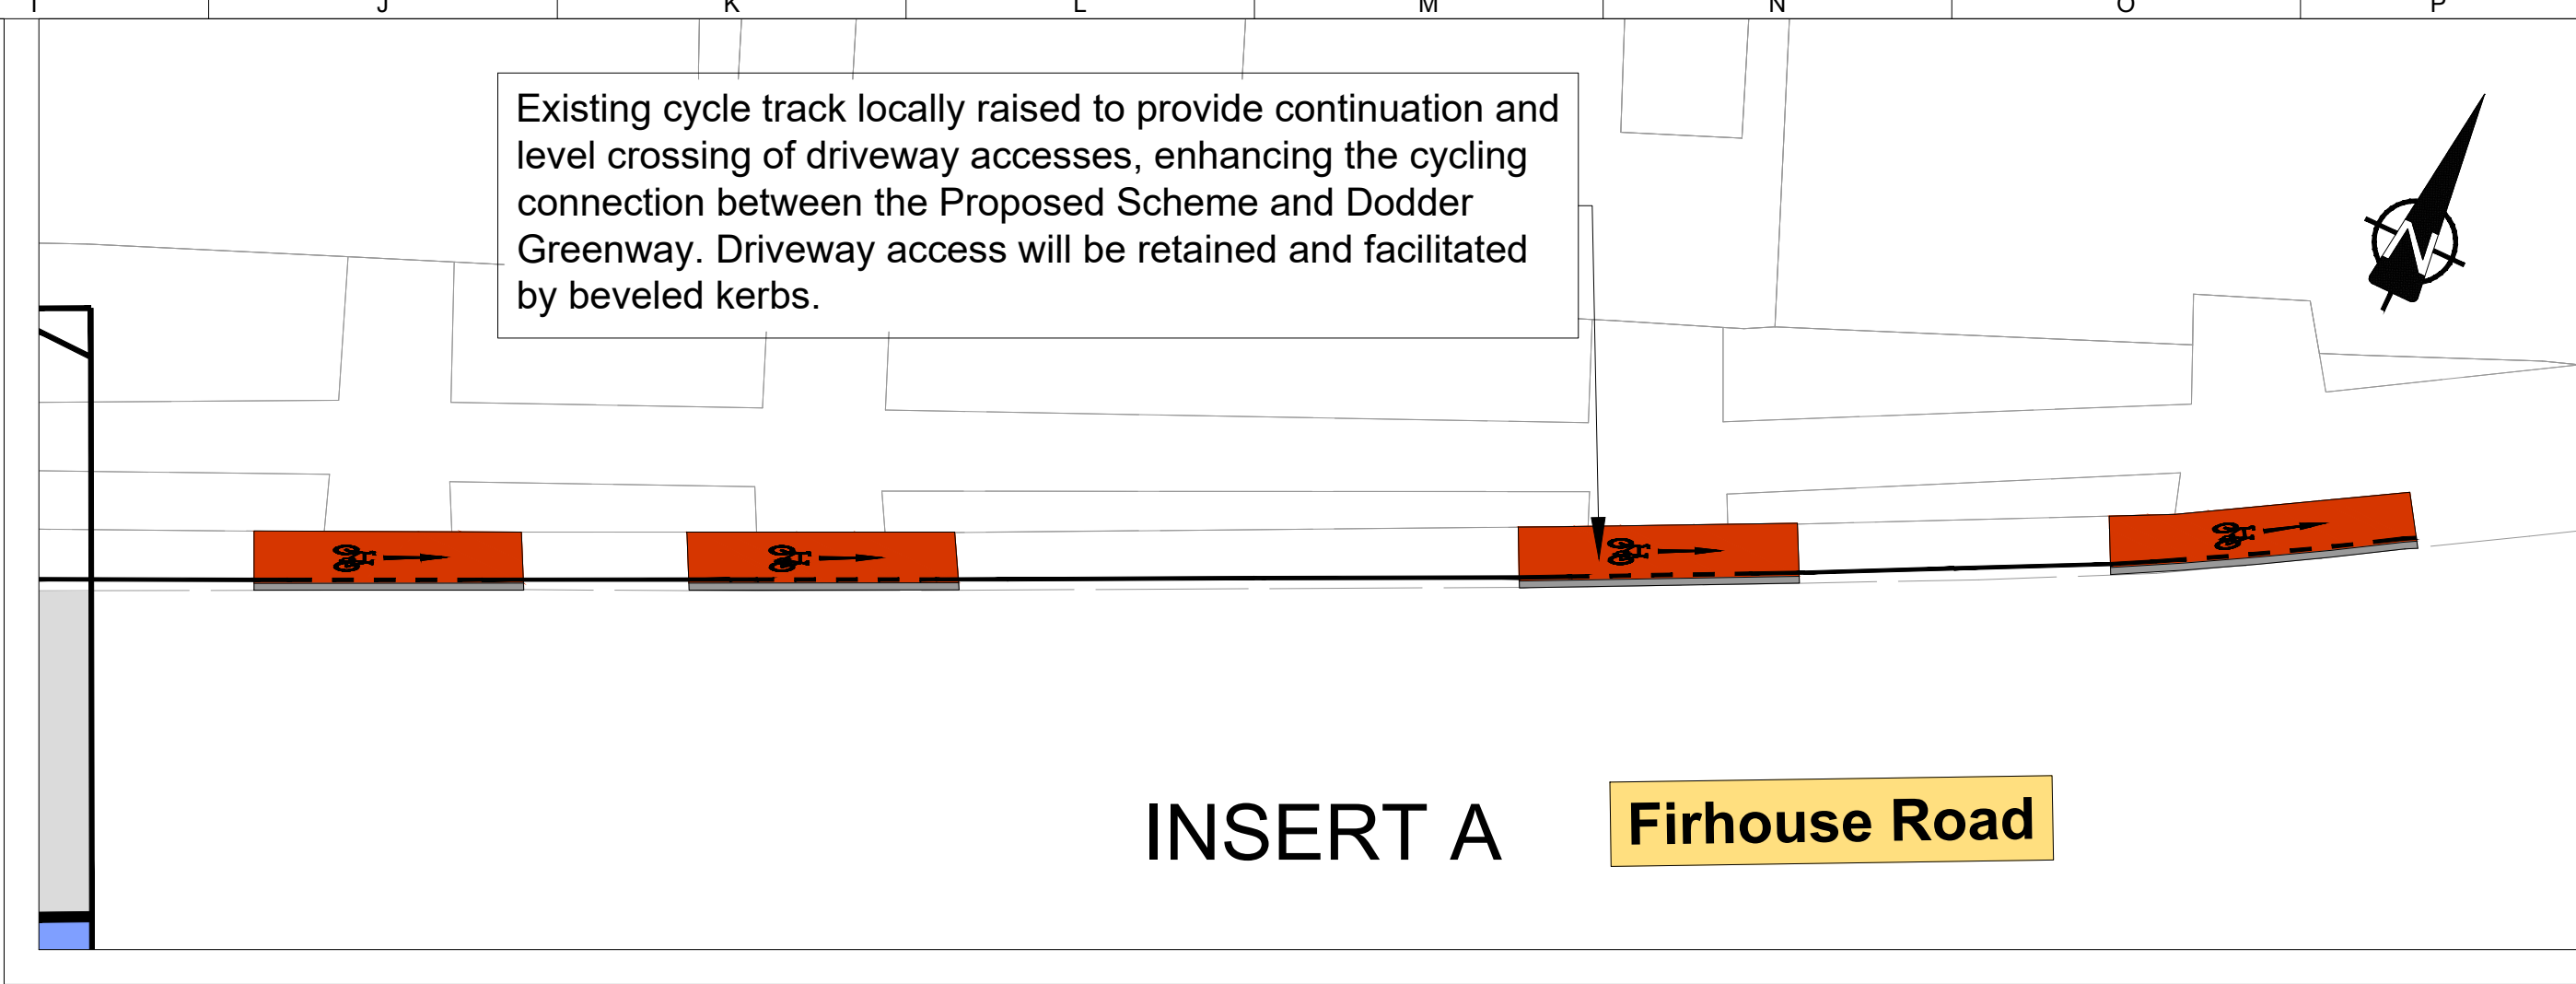 I J K L M N O P
Existing cycle track locally raised to provide continuation and
level crossing of driveway accesses, enhancing the cycling
connection between the Proposed Scheme and Dodder
Greenway. Driveway access will be retained and facilitated
by beveled kerbs.
N
INSERT A
Firhouse Road